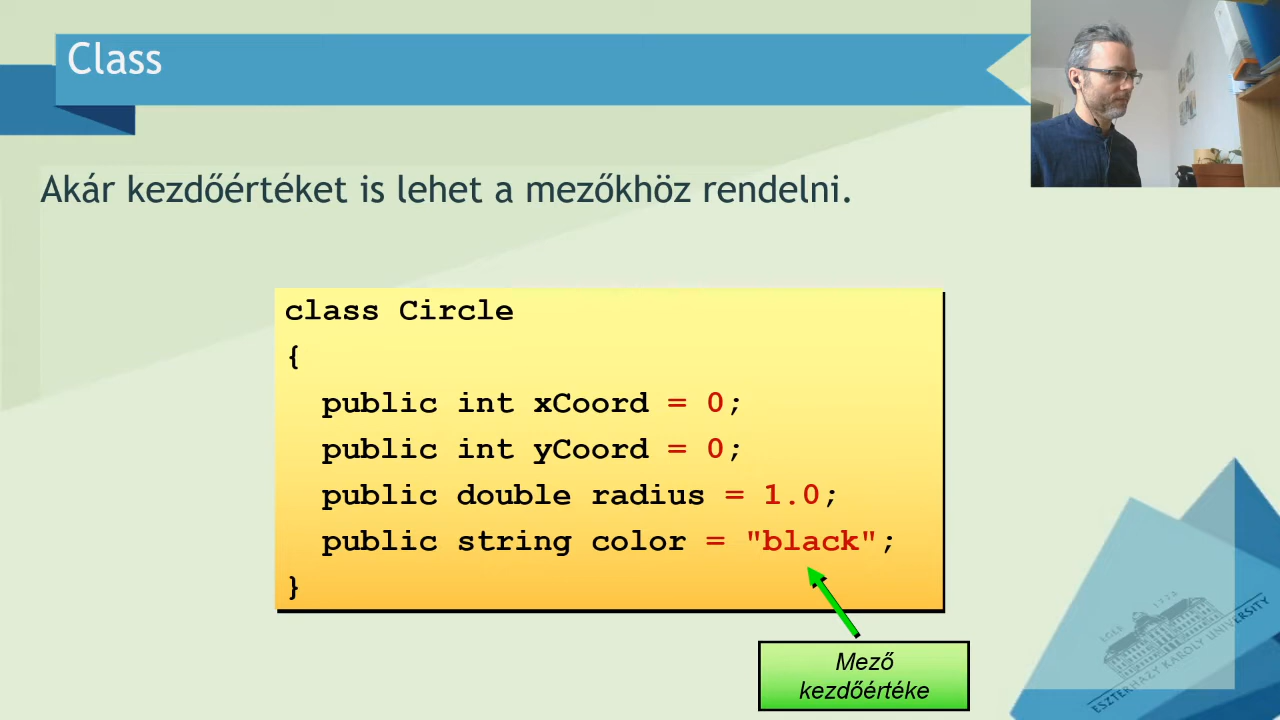 Class
Akár kezdőértéket is lehet a mezőkhöz rendelni.
class Circle
{
public int xCoord = 0;
public int yCoord = 0;
public double radius = 1.0;
public string color = "black";
}
Mező
kezdőértéke
ESZTERHÁZY KÁROLY UNIVERSITY